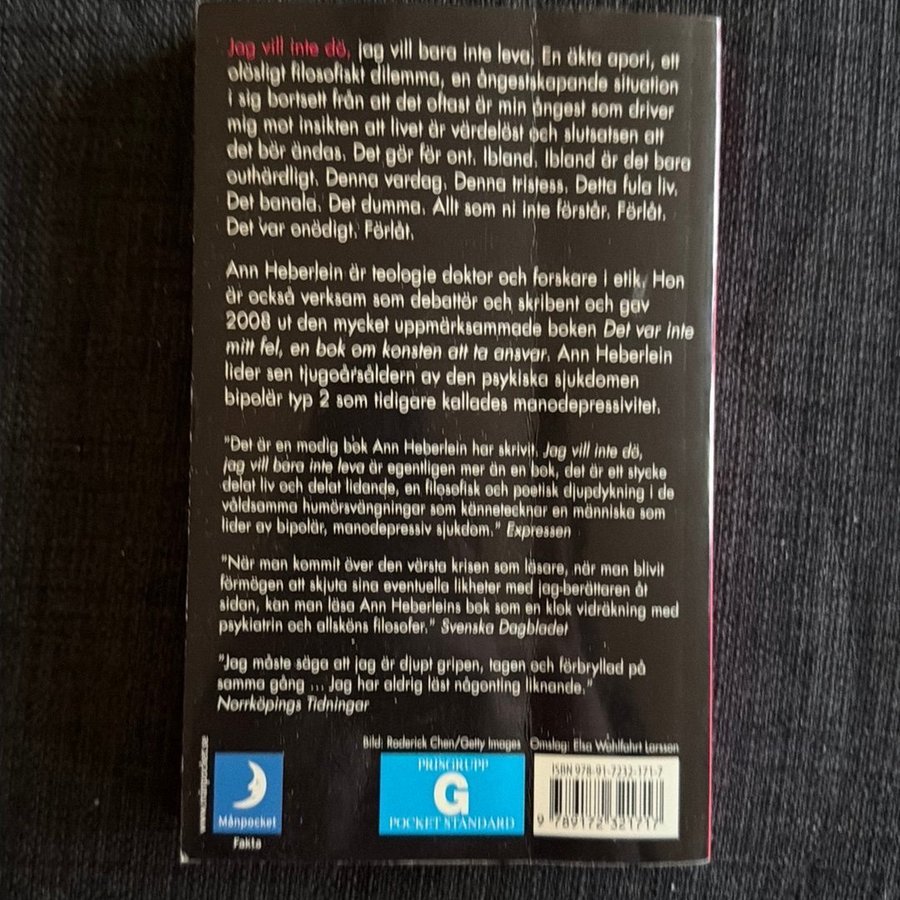 Jag vill inte dö, jag vill bara inte leva. En äkta apori, ett
olösligt filosofiskt dilemma, en ångestskapande situation
i sig bortsett från att det oftast är min ångest som driver
mig mot insikten att livet är värdelöst och slutsatsen att
det bör ändas. Det gör för ont. Ibland. Ibland är det bara
outhärdligt. Denna vardag. Denna tristess. Detta fula liv.
Det banala. Det dumma. Allt som ni inte förstår. Förlåt.
Det var onödigt. Förlåt.
Ann Heberlein är teologie doktor och forskare i etik. Hon
är också verksam som debattör och skribent och gav
2008 ut den mycket uppmärksammade boken Det var inte
mitt fel, en bok om konsten att ta ansvar. Ann Heberlein
lider sen tjugoårsåldern av den psykiska sjukdomen
bipolär typ 2 som tidigare kallades manodepressivitet.
"Det är en modig bok Ann Heberlein har skrivit. Jag vill inte dö,
jag vill bara inte leva är egentligen mer än en bok, det är ett stycke
delat liv och delat lidande, en filosofisk och poetisk djupdykning i de
våldsamma humörsvängningar som kännetecknar en människa som
lider av bipolär, manodepressiv sjukdom." Expressen
"När man kommit över den värsta krisen som läsare, när man blivit
förmögen att skjuta sina eventuella likheter med jag-berättaren åt
sidan, kan man läsa Ann Heberleins bok som en klok vidräkning med
psykiatrin och allsköns filosofer." Svenska Dagbladet
"Jag måste säga att jag är djupt gripen, tagen och förbryllad på
samma gång ... Jag har aldrig läst någonting liknande."
Norrköpings Tidningar
Bild: Roderick Chen/Getty Images Omslag: Elsa Wohlfahrt Larsson
www.manpocket.se
Månpocket
Fakta
PRISGRUPP
G
POCKET STANDARD
ISBN 978-91-7232-171-7
9 789172 321717